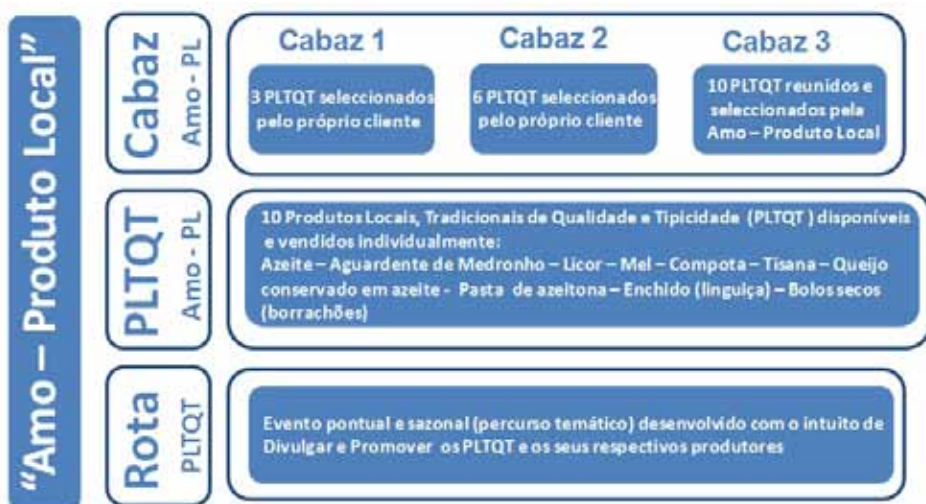 “Amo – Produto Local”
Cabaz
Amo - PL
Cabaz 1
3 PLTQT seleccionados
pelo próprio cliente
Cabaz 2
6 PLTQT seleccionados
pelo próprio cliente
Cabaz 3
10 PLTQT reunidos e
seleccionados pela
Amo – Produto Local
PLTQT
Amo - PL
10 Produtos Locais, Tradicionais de Qualidade e Tipicidade (PLTQT) disponíveis
e vendidos individualmente:
Azeite – Aguardente de Medronho – Licor – Mel – Compota – Tisana – Queijo
conservado em azeite - Pasta de azeitona – Enchido (linguiça) – Bolos secos
(borrachões)
Rota
PLTQT
Evento pontual e sazonal (percurso temático) desenvolvido com o intuito de
Divulgar e Promover os PLTQT e os seus respectivos produtores